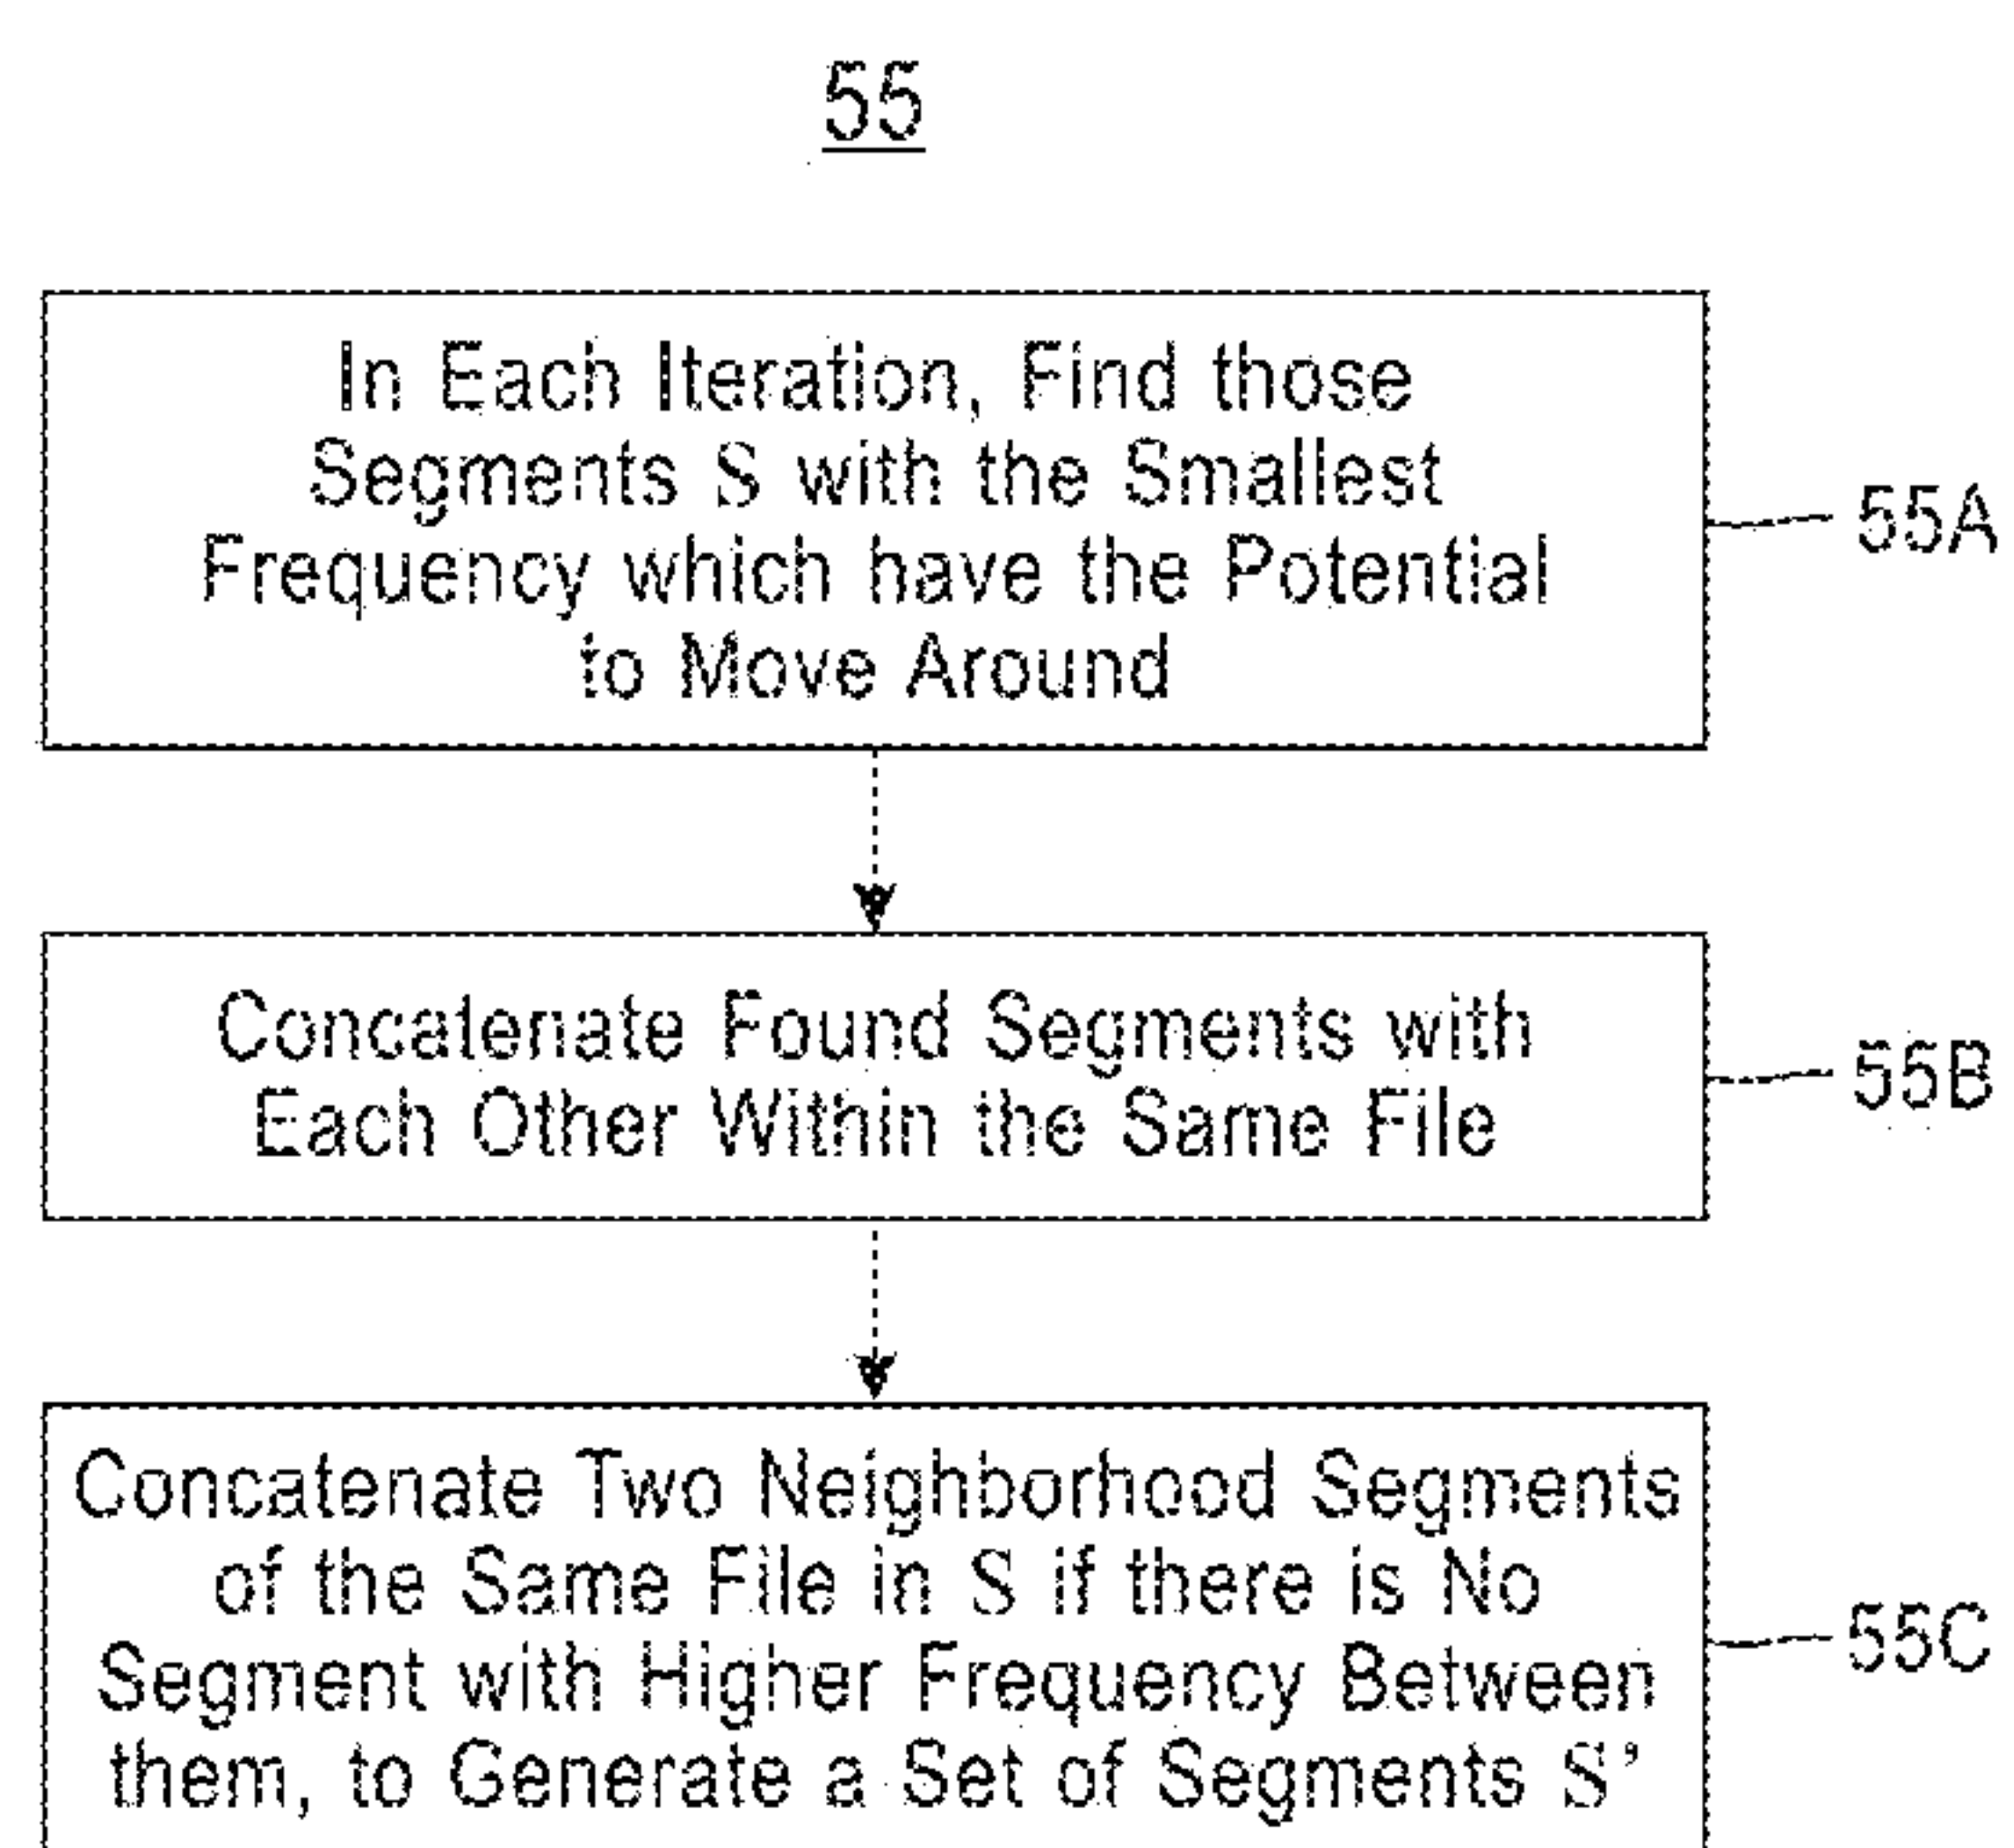 55
In Each Iteration, Find those
Segments S with the Smallest
Frequency which have the Potential
to Move Around
55A
Concatenate Found Segments with
Each Other Within the Same File
55B
Concatenate Two Neighborhood Segments
of the Same File in S if there is No
Segment with Higher Frequency Between
them, to Generate a Set of Segments S'
55C